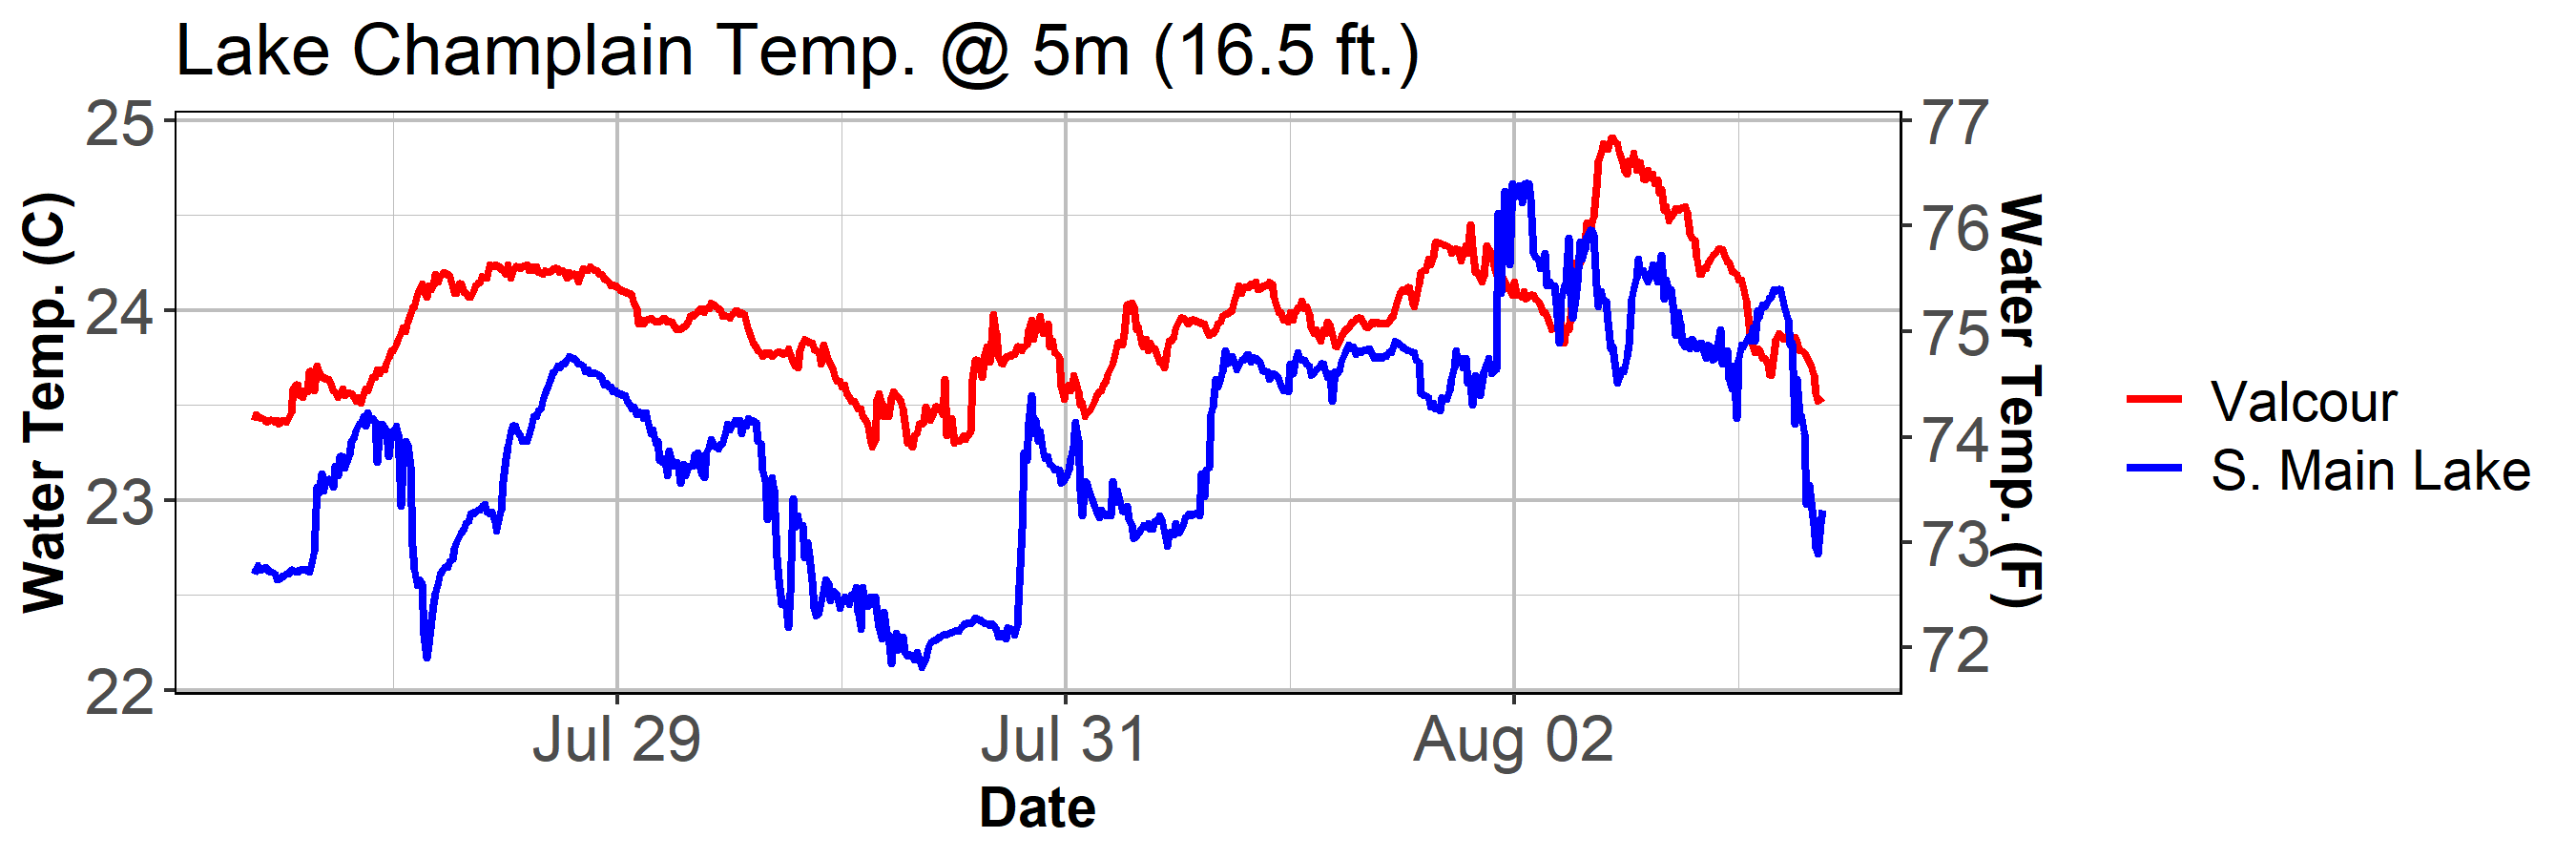 Lake Champlain Temp. @ 5m (16.5 ft.)
Water Temp. (C)
25
24
23
22
77
76
75
74
73
72
Water Temp. (F)
Jul 29
Jul 31
Aug 02
Date
Valcour
S. Main Lake